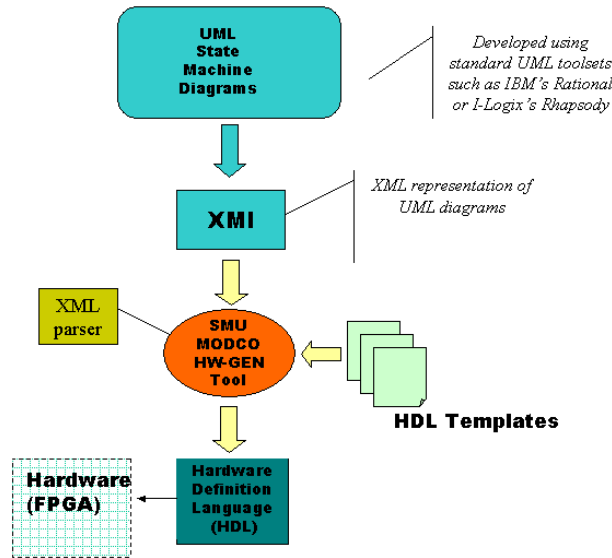 UML
State
Machine
Diagrams
Developed using
standard UML toolsets
such as IBM's Rational
or I-Logix's Rhapsody
XMI
XML representation of
UML diagrams
XML
parser
SMU
MODCO
HW-GEN
Tool
HDL Templates
Hardware
(FPGA)
Hardware
Definition
Language
(HDL)